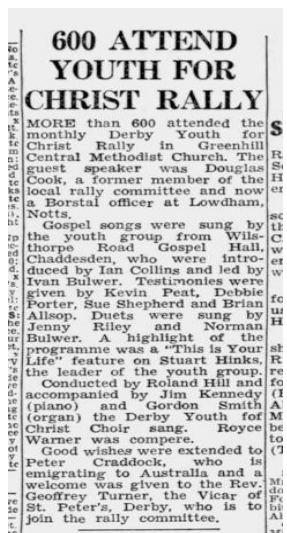 600 ATTEND
YOUTH FOR
CHRIST RALLY
MORE than 600 attended the
monthly Derby Youth for
Christ Rally in Greenhill
Central Methodist Church. The
guest speaker was Douglas
Cook, a former member of the
local rally committee and now
a Borstal officer at Lowdham,
Notts.
Gospel songs were sung by
the youth group from Wils-
thorpe Road Gospel Hall,
Chaddesden, who were intro-
duced by Ian Collins and led by
Ivan Bulwer. Testimonies were
given by Kevin Peat, Debbie
Porter, Sue Shepherd and Brian
Allsop. Duets were sung by
Jenny Riley and Norman
Bulwer. A highlight of the
programme was a "This is Your
Life" feature on Stuart Hinks,
the leader of the youth group.
Conducted by Roland Hill and
accompanied by Jim Kennedy
(piano) and Gordon Smith
(organ) the Derby Youth fof
Christ Choir sang. Royce
Warner was compere.
Good wishes were extended to
Peter Craddock, who is
emigrating to Australia and a
welcome was given to the Rev.
Geoffrey Turner, the Vicar of
St. Peter's, Derby, who is to
join the rally committee.